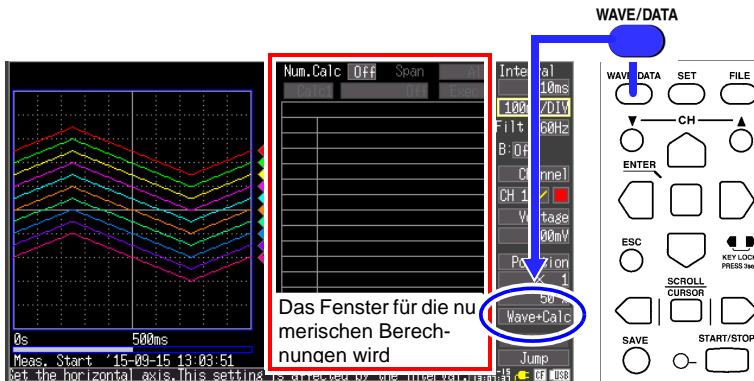 WAVE/DATA
Num.Calc Off Span All
Calc1 Off Exec
Das Fenster für die nu
merischen Berech-
nungen wird
0s 500ms
Meas. Start '15-09-15 13:03:51
Set the horizontal axis.This setting is affected by the interval.
Interval
10ms
100m /DIV
Filt 60Hz
B:Off
Channel
CH 1
Voltage
00mV
Position
× 1
50 %
Wave+Calc
Jump
CF USB
WAVE/DATA SET FILE
CH
ENTER
ESC
KEY LOCK
PRESS 3se
SCROLL
CURSOR
SAVE START/STOP